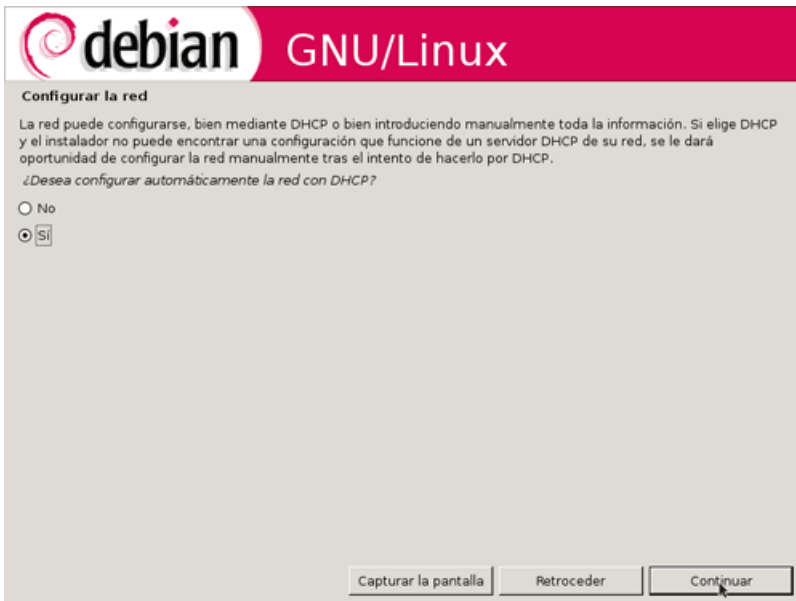 debian GNU/Linux
Configurar la red
La red puede configurarse, bien mediante DHCP o bien introduciendo manualmente toda la información. Si elige DHCP
y el instalador no puede encontrar una configuración que funcione de un servidor DHCP de su red, se le dará
oportunidad de configurar la red manualmente tras el intento de hacerlo por DHCP.
¿Desea configurar automáticamente la red con DHCP?
No
Sí
Capturar la pantalla Retroceder Continuar